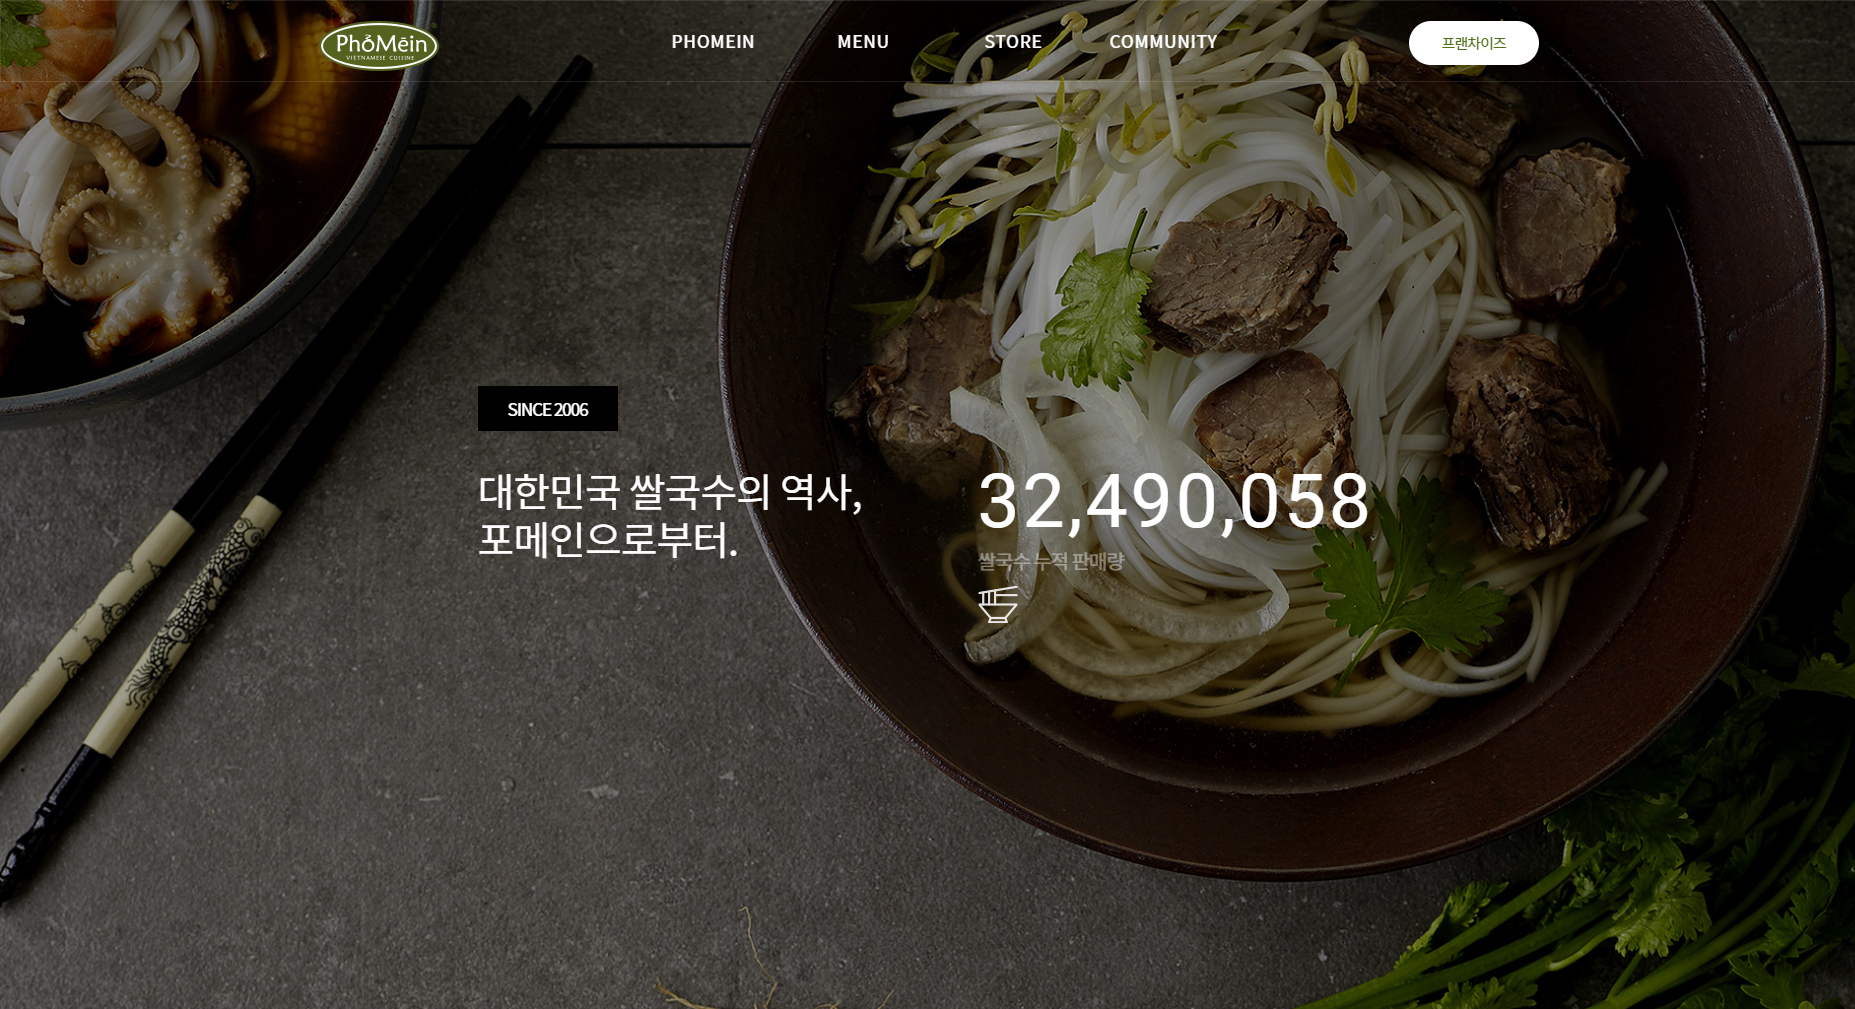 PhỏMein
VIETNAMESE CUISINE
PHOMEIN
MENU
STORE
COMMUNITY
프랜차이즈
SINCE 2006
대한민국 쌀국수의 역사,
포메인으로부터.
32,490,058
쌀국수 누적 판매량